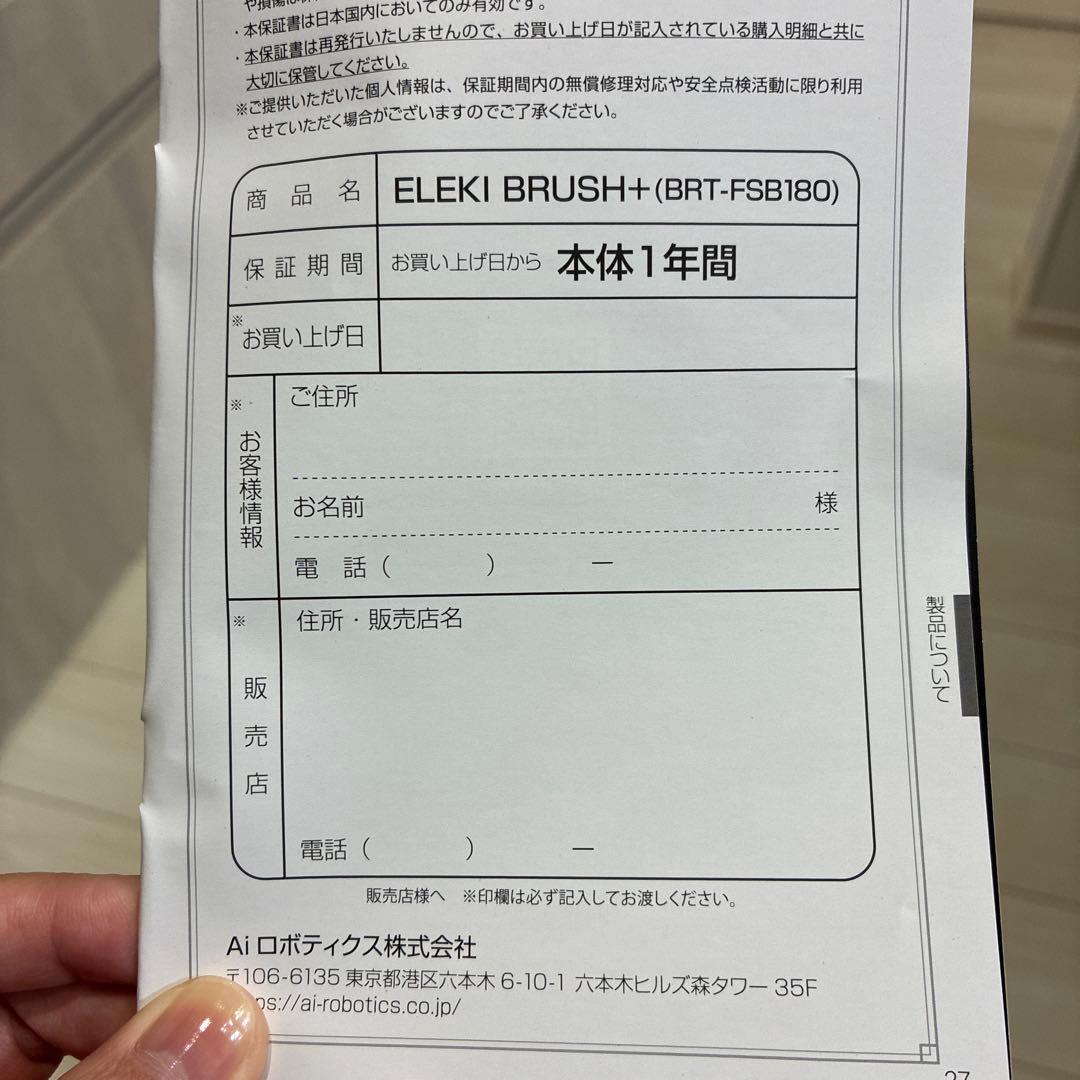 や損傷は保
・本保証書は日本国内においてのみ有効です。
・本保証書は再発行いたしませんので、お買い上げ日が記入されている購入明細と共に
大切に保管してください。
※ご提供いただいた個人情報は、保証期間内の無償修理対応や安全点検活動に限り利用
させていただく場合がございますのでご了承ください。
商品名 ELEKI BRUSH+(BRT-FSB180)
保証期間 お買い上げ日から 本体1年間
※お買い上げ日
※お客様情報
ご住所
お名前 様
電話( ) ー
※販売店
住所・販売店名
電話( ) ー
販売店様へ ※印欄は必ず記入してお渡しください。
Ai ロボティクス株式会社
〒106-6135 東京都港区六本木 6-10-1 六本木ヒルズ森タワー 35F
ps://ai-robotics.co.jp/
製品について
27